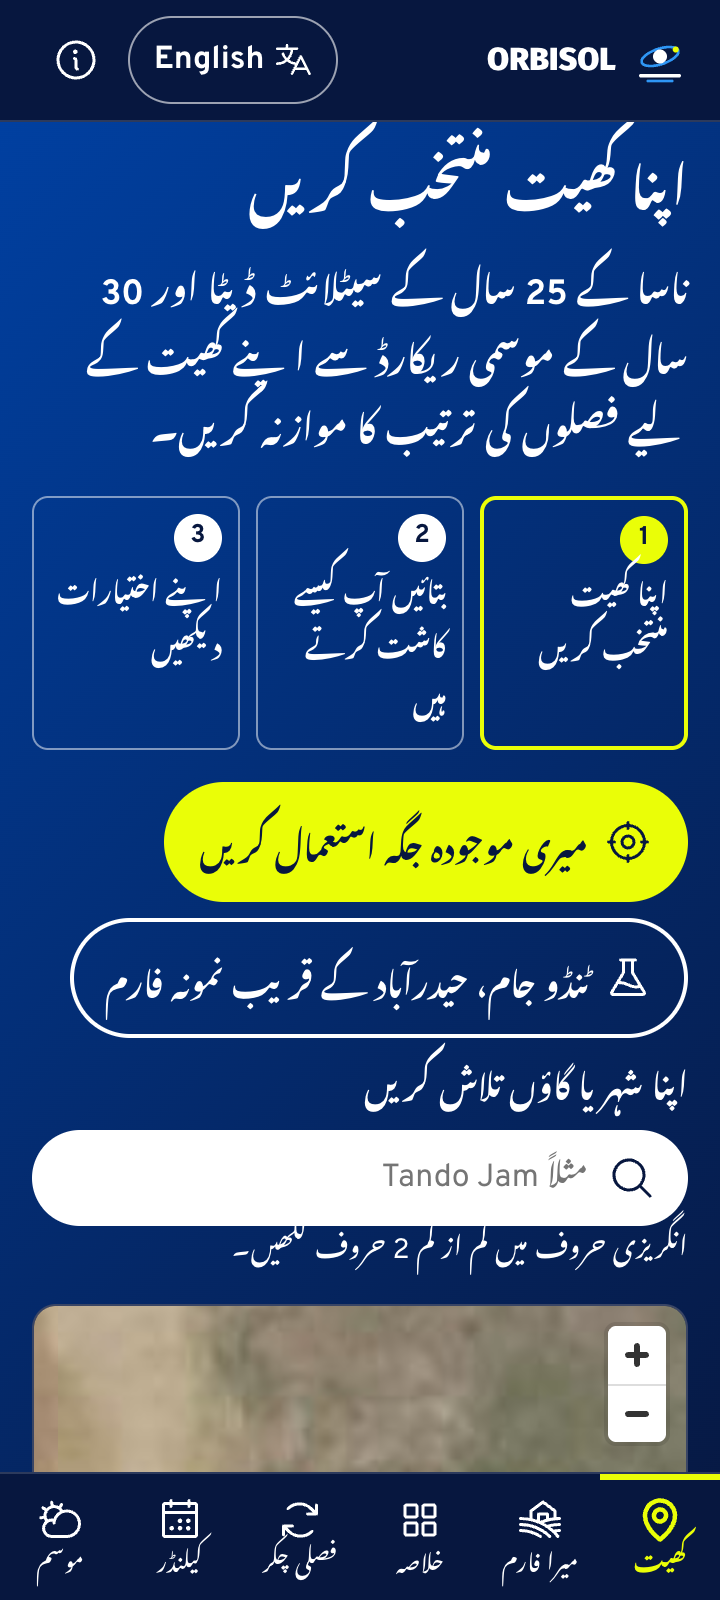 ORBISOL
English
اپنا کھیت منتخب کریں
ناسا کے 25 سال کے سیٹلائٹ ڈیٹا اور 30
سال کے موسمی ریکارڈ سے اپنے کھیت کے
لیے فصلوں کی ترتیب کا موازنہ کریں۔
1
اپنا کھیت
منتخب کریں
2
بتائیں آپ کیسے
کاشت کرتے
ہیں
3
اپنے اختیارات
دیکھیں
میری موجودہ جگہ استعمال کریں
ٹنڈو جام، حیدرآباد کے قریب نمونہ فارم
اپنا شہر یا گاؤں تلاش کریں
مثلاً Tando Jam
انگریزی حروف میں کم از کم 2 حروف لکھیں۔
+
−
کھیت
میرا فارم
خلاصہ
فصلی چکر
کیلنڈر
موسم